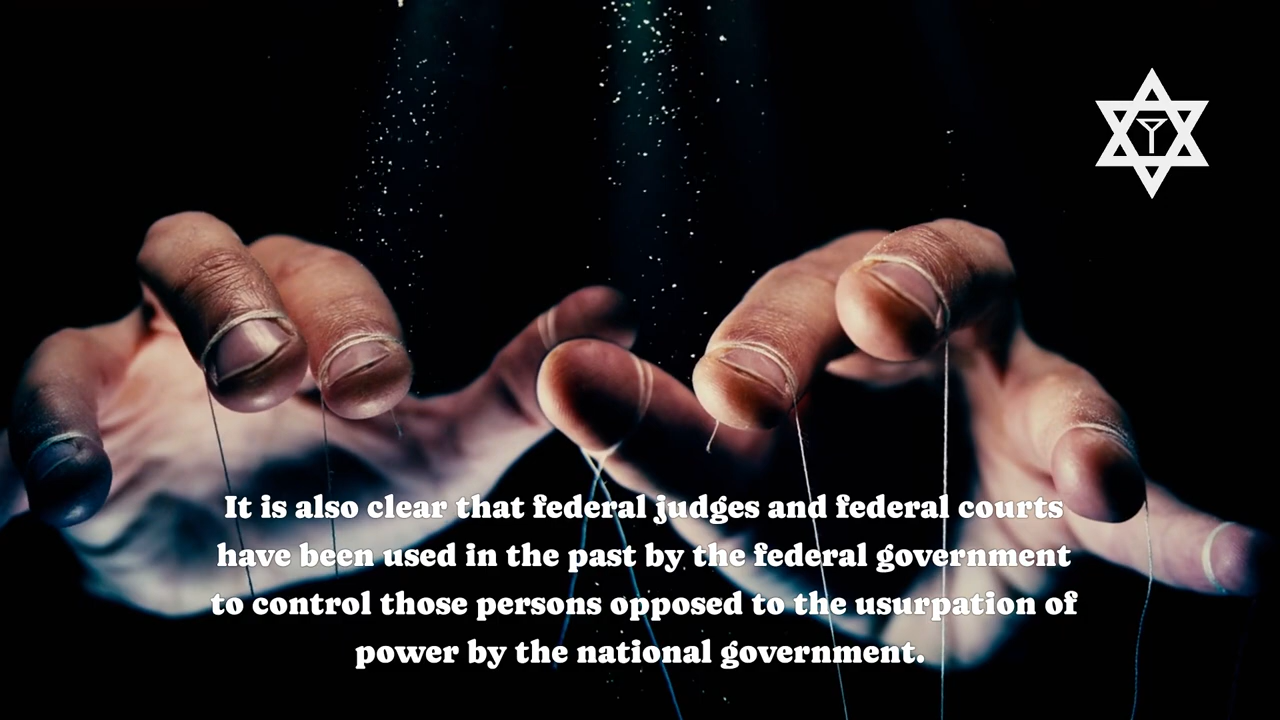 It is also clear that federal judges and federal courts
have been used in the past by the federal government
to control those persons opposed to the usurpation of
power by the national government.